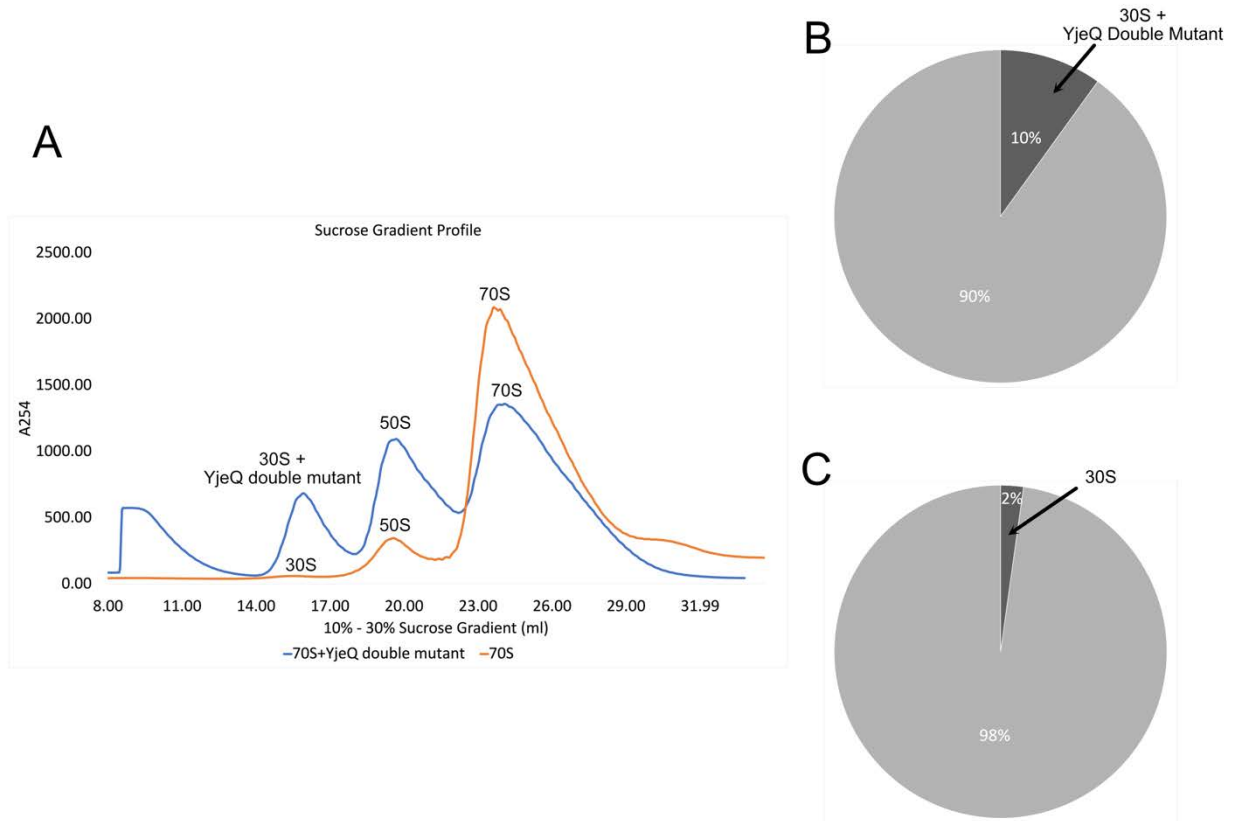 A
Sucrose Gradient Profile
2500.00
2000.00
1500.00
1000.00
500.00
0.00
A254
70S
70S
50S
30S +
YjeQ double mutant
50S
30S
8.00 11.00 14.00 17.00 20.00 23.00 26.00 29.00 31.99
10% - 30% Sucrose Gradient (ml)
70S+YjeQ double mutant 70S
B
30S +
YjeQ Double Mutant
10%
90%
C
30S
2%
98%